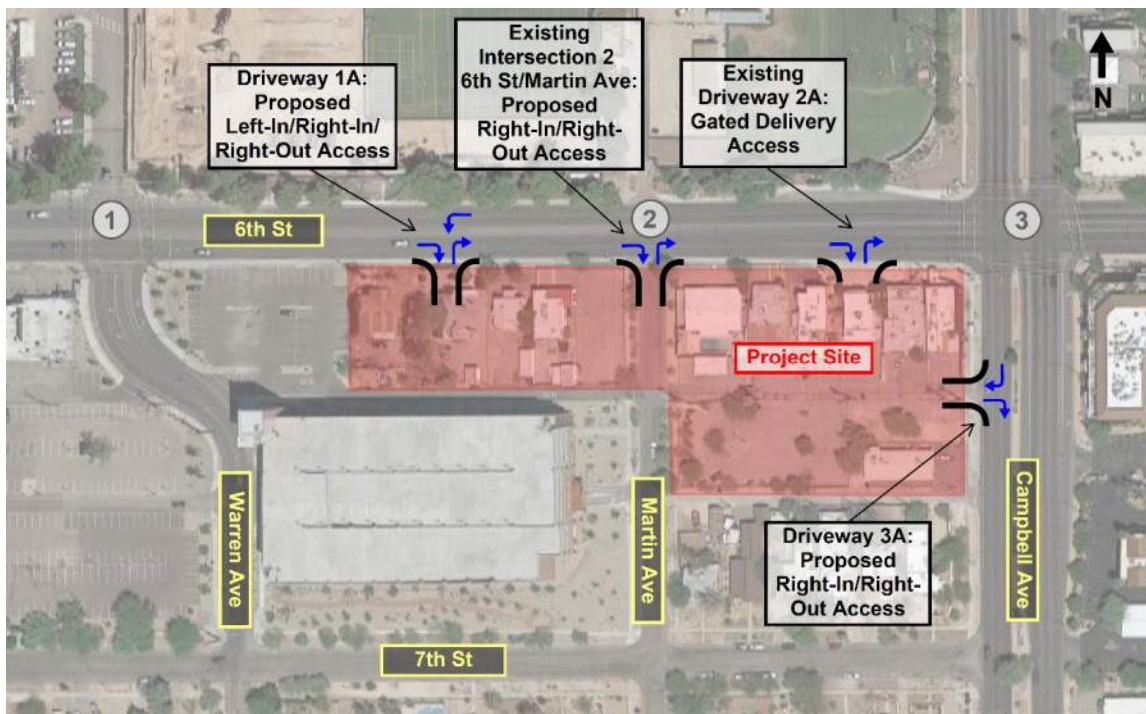 Existing
Intersection 2
6th St/Martin Ave:
Proposed
Right-In/Right-
Out Access
Driveway 1A:
Proposed
Left-In/Right-In/
Right-Out Access
Existing
Driveway 2A:
Gated Delivery
Access
N
1
6th St
2
3
Project Site
Warren Ave
Martin Ave
Campbell Ave
Driveway 3A:
Proposed
Right-In/Right-
Out Access
7th St